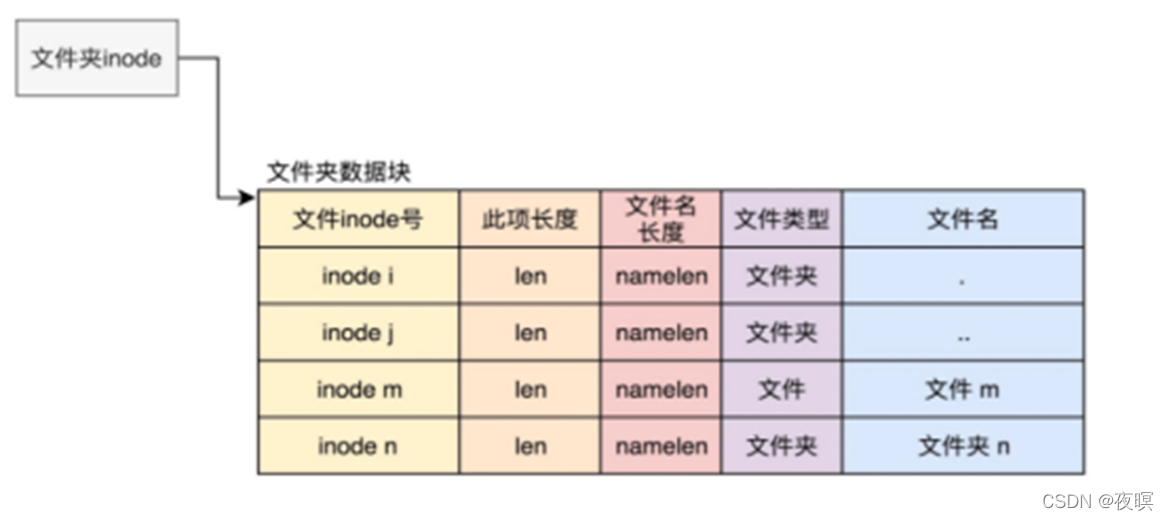 文件夹inode
文件夹数据块
文件inode号 此项长度 文件名长度 文件类型 文件名
inode i len namelen 文件夹 .
inode j len namelen 文件夹 ..
inode m len namelen 文件 文件 m
inode n len namelen 文件夹 文件夹 n
CSDN @夜暝